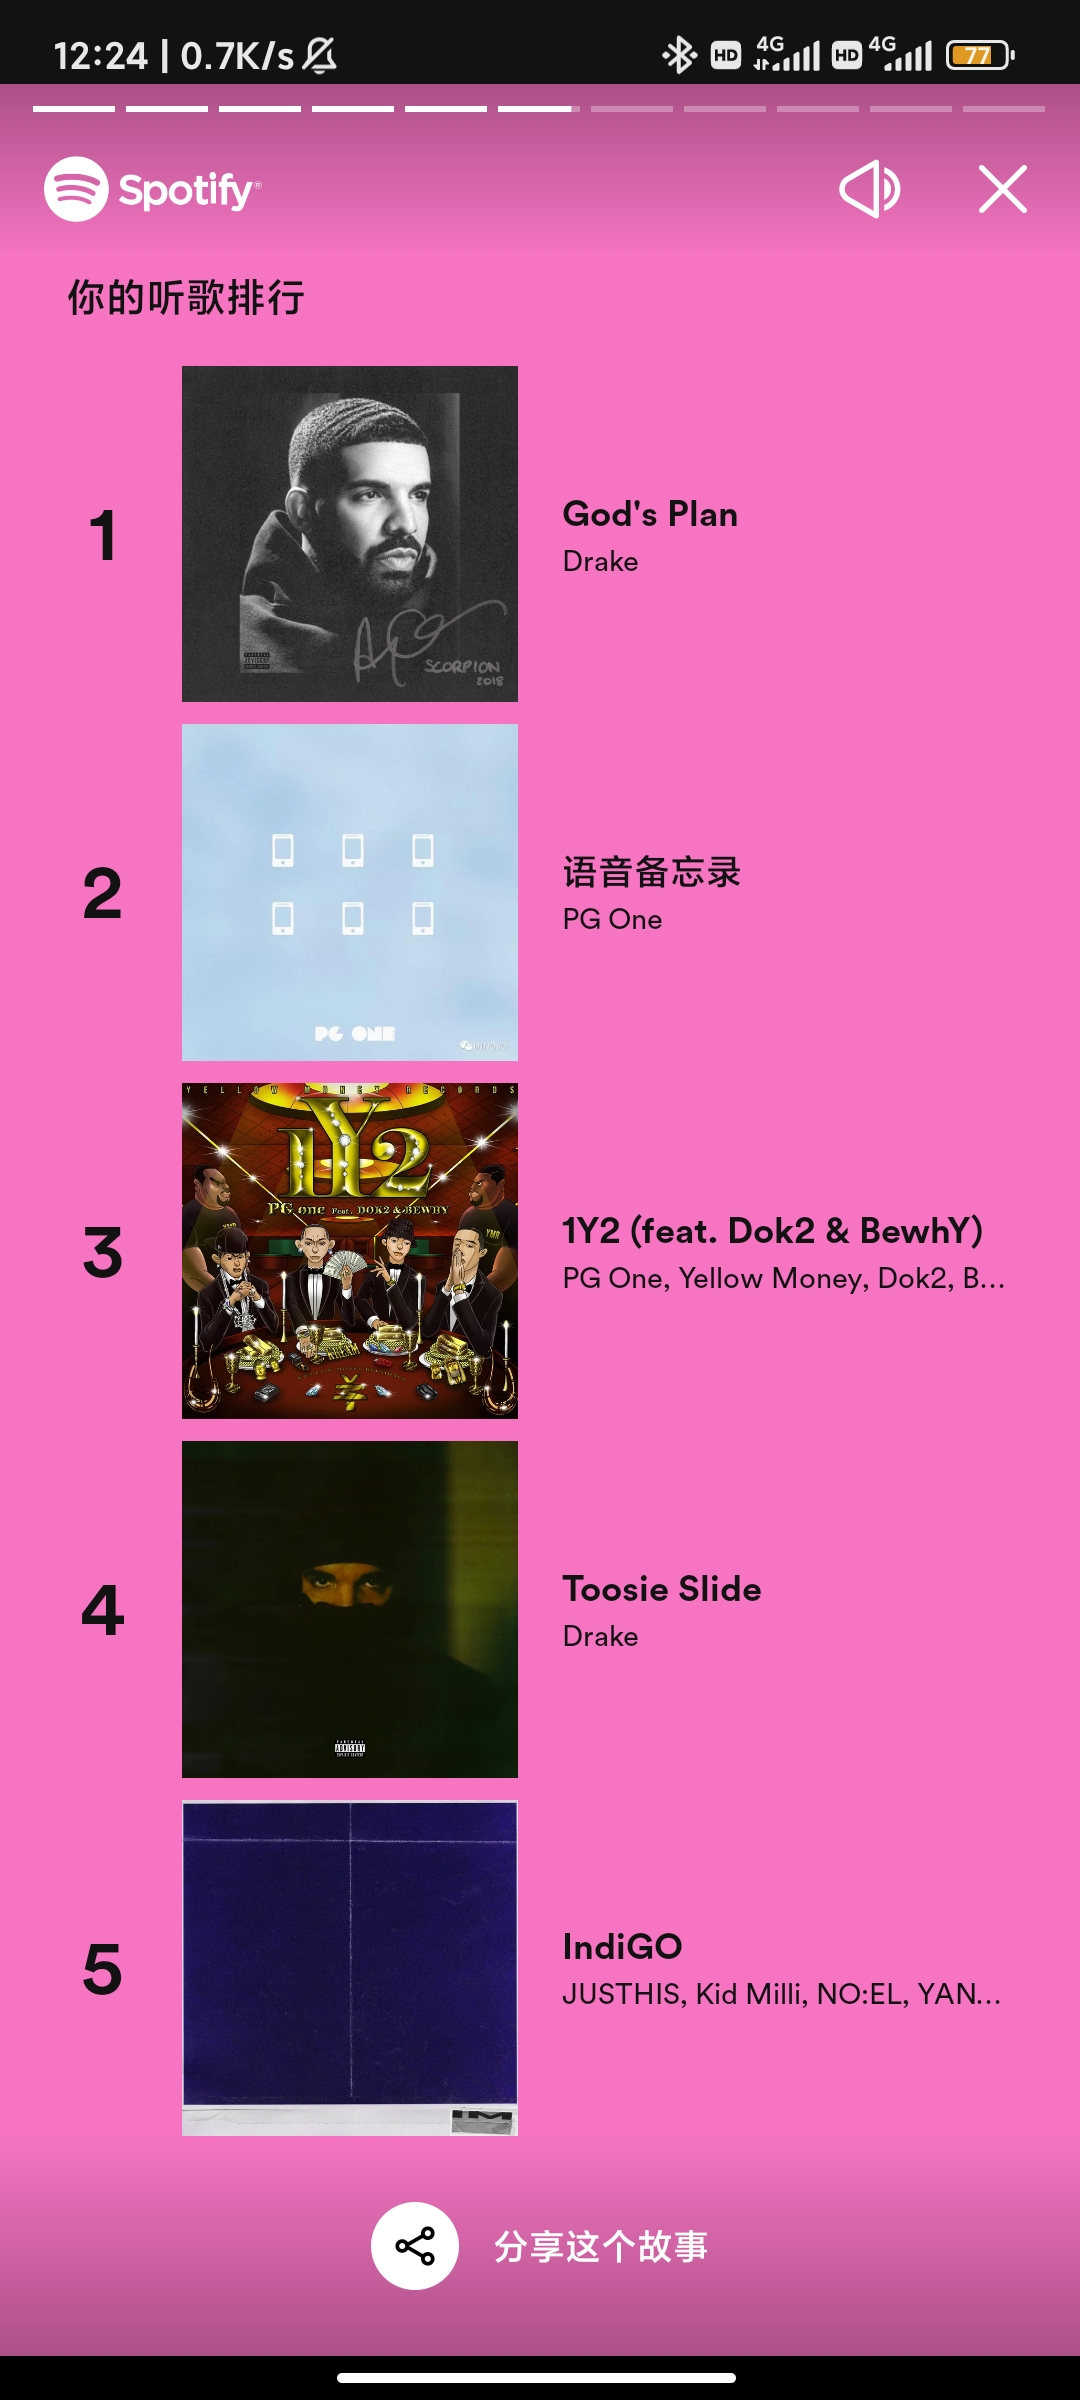 12:24 | 0.7K/s
HD 4G HD 4G 77
Spotify®
你的听歌排行
1
SCORPION
2018
God's Plan
Drake
2
PG ONE
语音备忘录
PG One
3
YELLOW MONEY RECORDS
1Y2
PG one Feat. DOK2 & BEWHY
1Y2 (feat. Dok2 & BewhY)
PG One, Yellow Money, Dok2, B...
4
ADVISORY
Toosie Slide
Drake
5
IM
IndiGO
JUSTHIS, Kid Milli, NO:EL, YAN...
分享这个故事